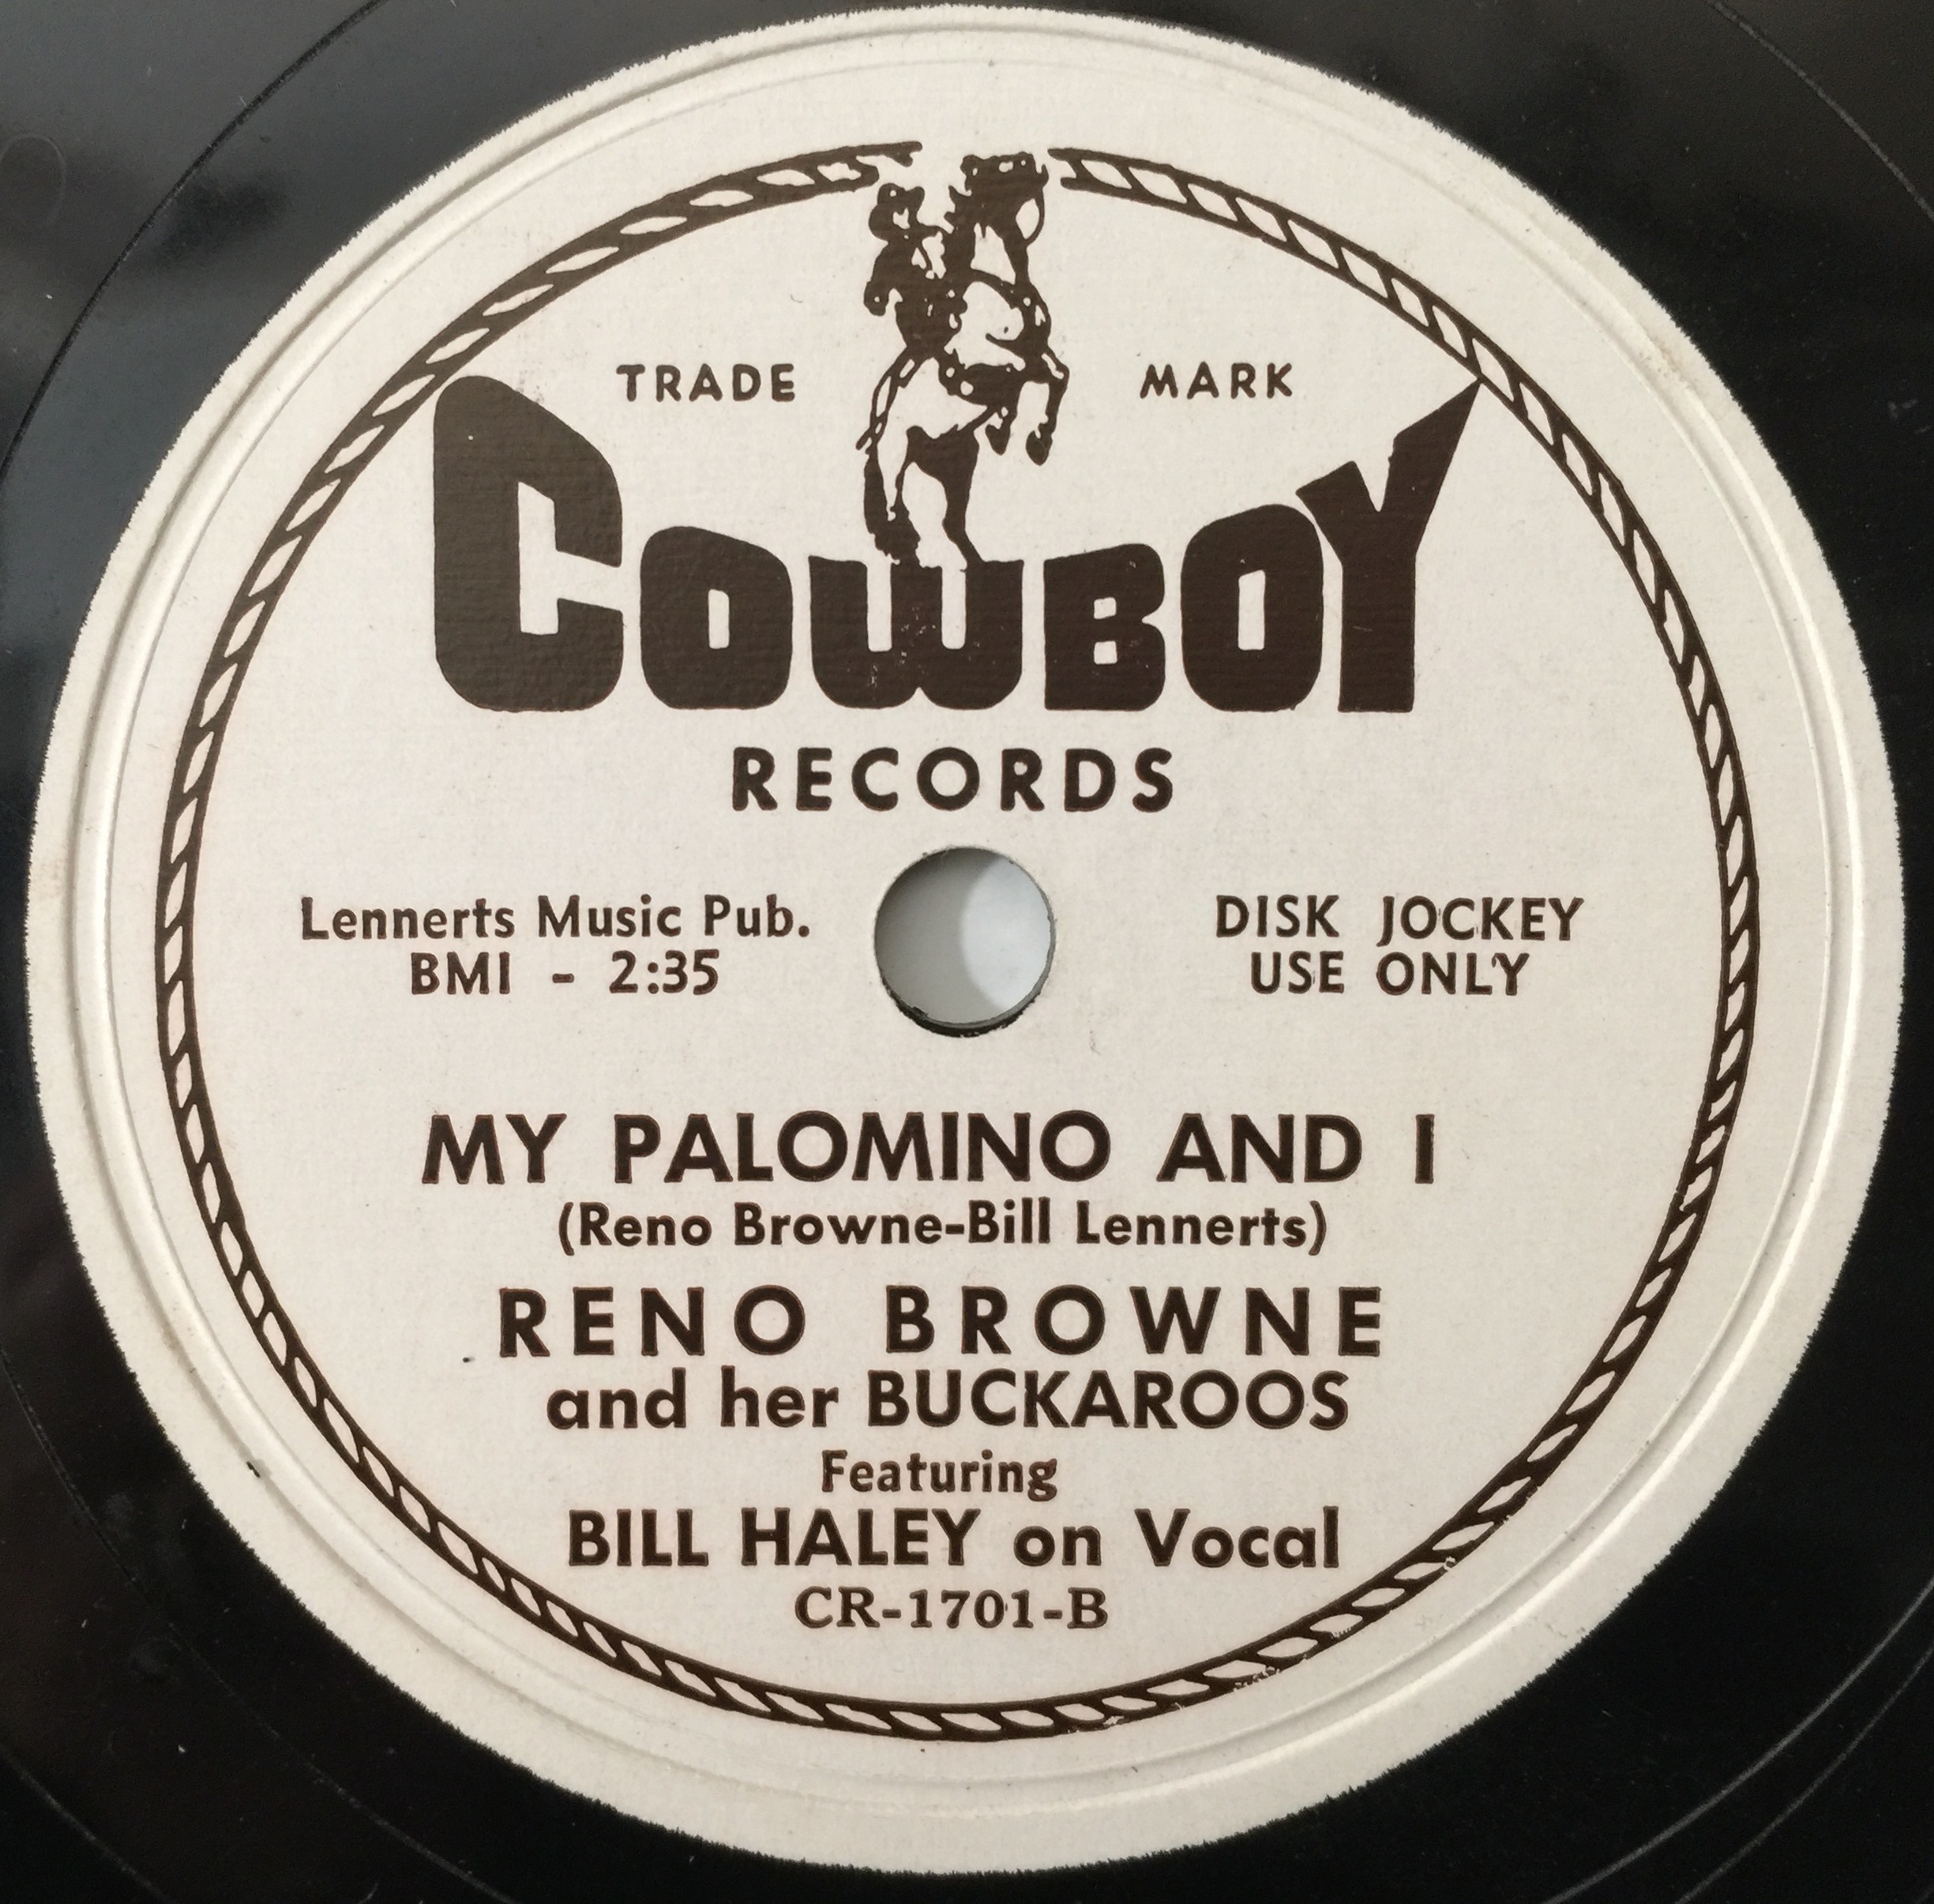 TRADE MARK
COWBOY
RECORDS
Lennerts Music Pub.
BMI - 2:35
DISK JOCKEY
USE ONLY
MY PALOMINO AND I
(Reno Browne-Bill Lennerts)
RENO BROWNE
and her BUCKAROOS
Featuring
BILL HALEY on Vocal
CR-1701-B